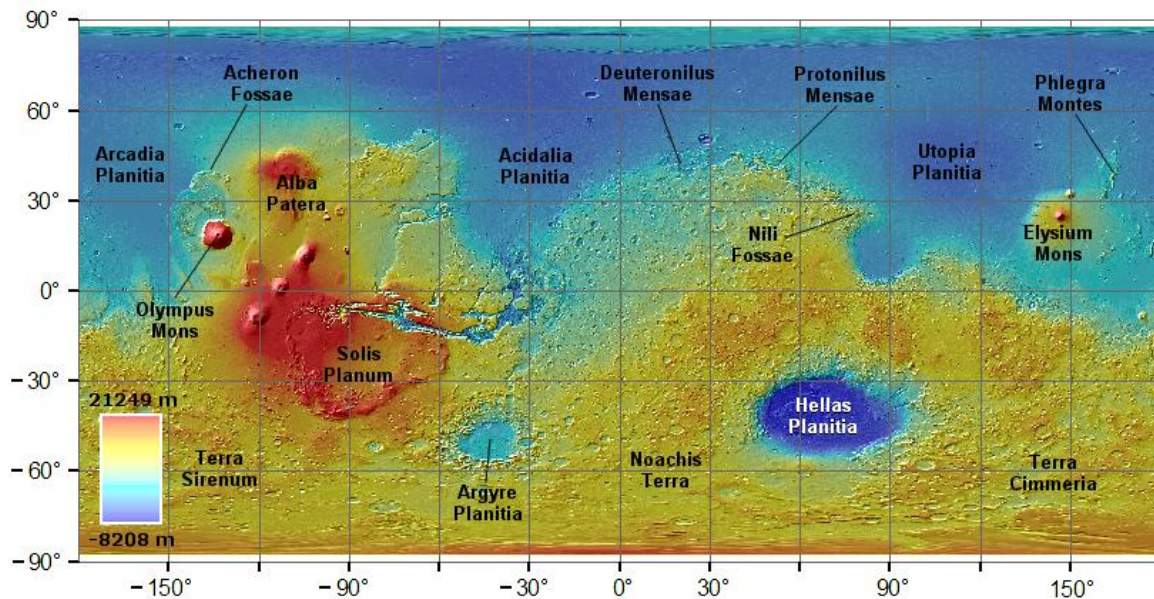 90°
Acheron
Fossae
Deuteronilus
Mensae
Protonilus
Mensae
Phlegra
Montes
60°
Arcadia
Planitia
Acidalia
Planitia
Utopia
Planitia
Alba
Patera
30°
Nili
Fossae
Elysium
Mons
0°
Olympus
Mons
Solis
Planum
−30°
21249 m
Hellas
Planitia
Terra
Sirenum
Noachis
Terra
Terra
Cimmeria
−60°
Argyre
Planitia
-8208 m
−90°
−150°
−90°
−30°
0°
30°
90°
150°